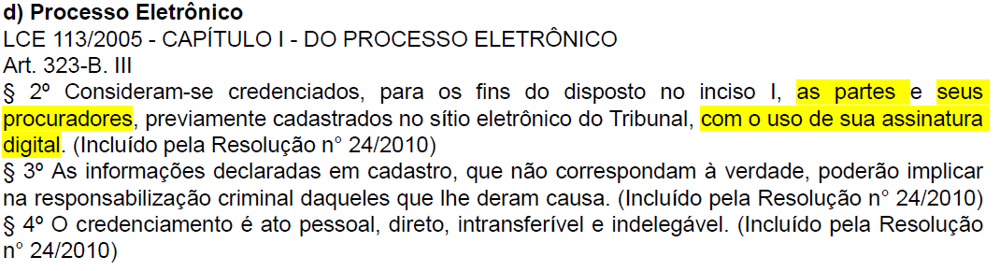 d) Processo Eletrônico
LCE 113/2005 - CAPÍTULO I - DO PROCESSO ELETRÔNICO
Art. 323-B. III
§ 2º Consideram-se credenciados, para os fins do disposto no inciso I, as partes e seus
procuradores, previamente cadastrados no sítio eletrônico do Tribunal, com o uso de sua assinatura
digital. (Incluído pela Resolução n° 24/2010)
§ 3º As informações declaradas em cadastro, que não correspondam à verdade, poderão implicar
na responsabilização criminal daqueles que lhe deram causa. (Incluído pela Resolução n° 24/2010)
§ 4º O credenciamento é ato pessoal, direto, intransferível e indelegável. (Incluído pela Resolução
n° 24/2010)